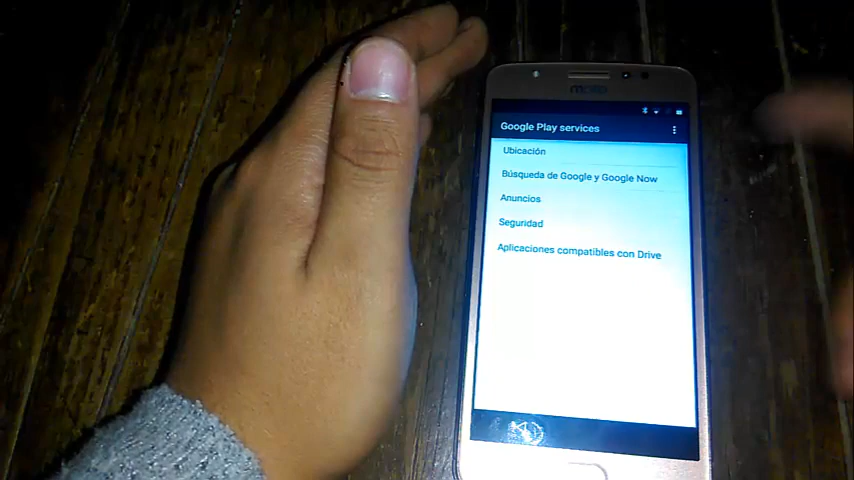 moto
Google Play services
Ubicación
Búsqueda de Google y Google Now
Anuncios
Seguridad
Aplicaciones compatibles con Drive